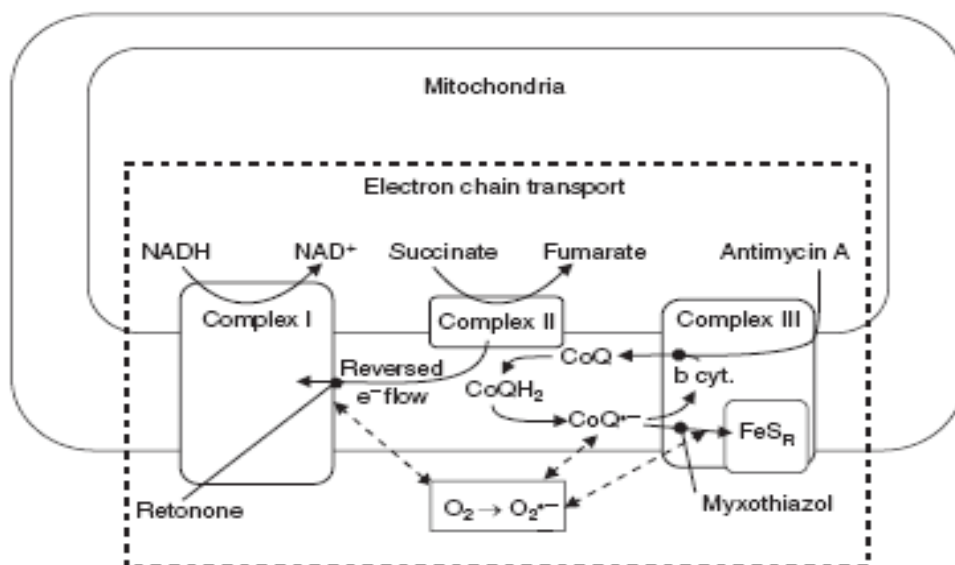 Mitochondria
Electron chain transport
NADH
NAD⁺
Succinate
Fumarate
Antimycin A
Complex I
Complex II
Complex III
Reversed
e⁻ flow
CoQ
CoQH₂
CoQ•⁻
b cyt.
FeS_R
Retonone
O₂ → O₂•⁻
Myxothiazol